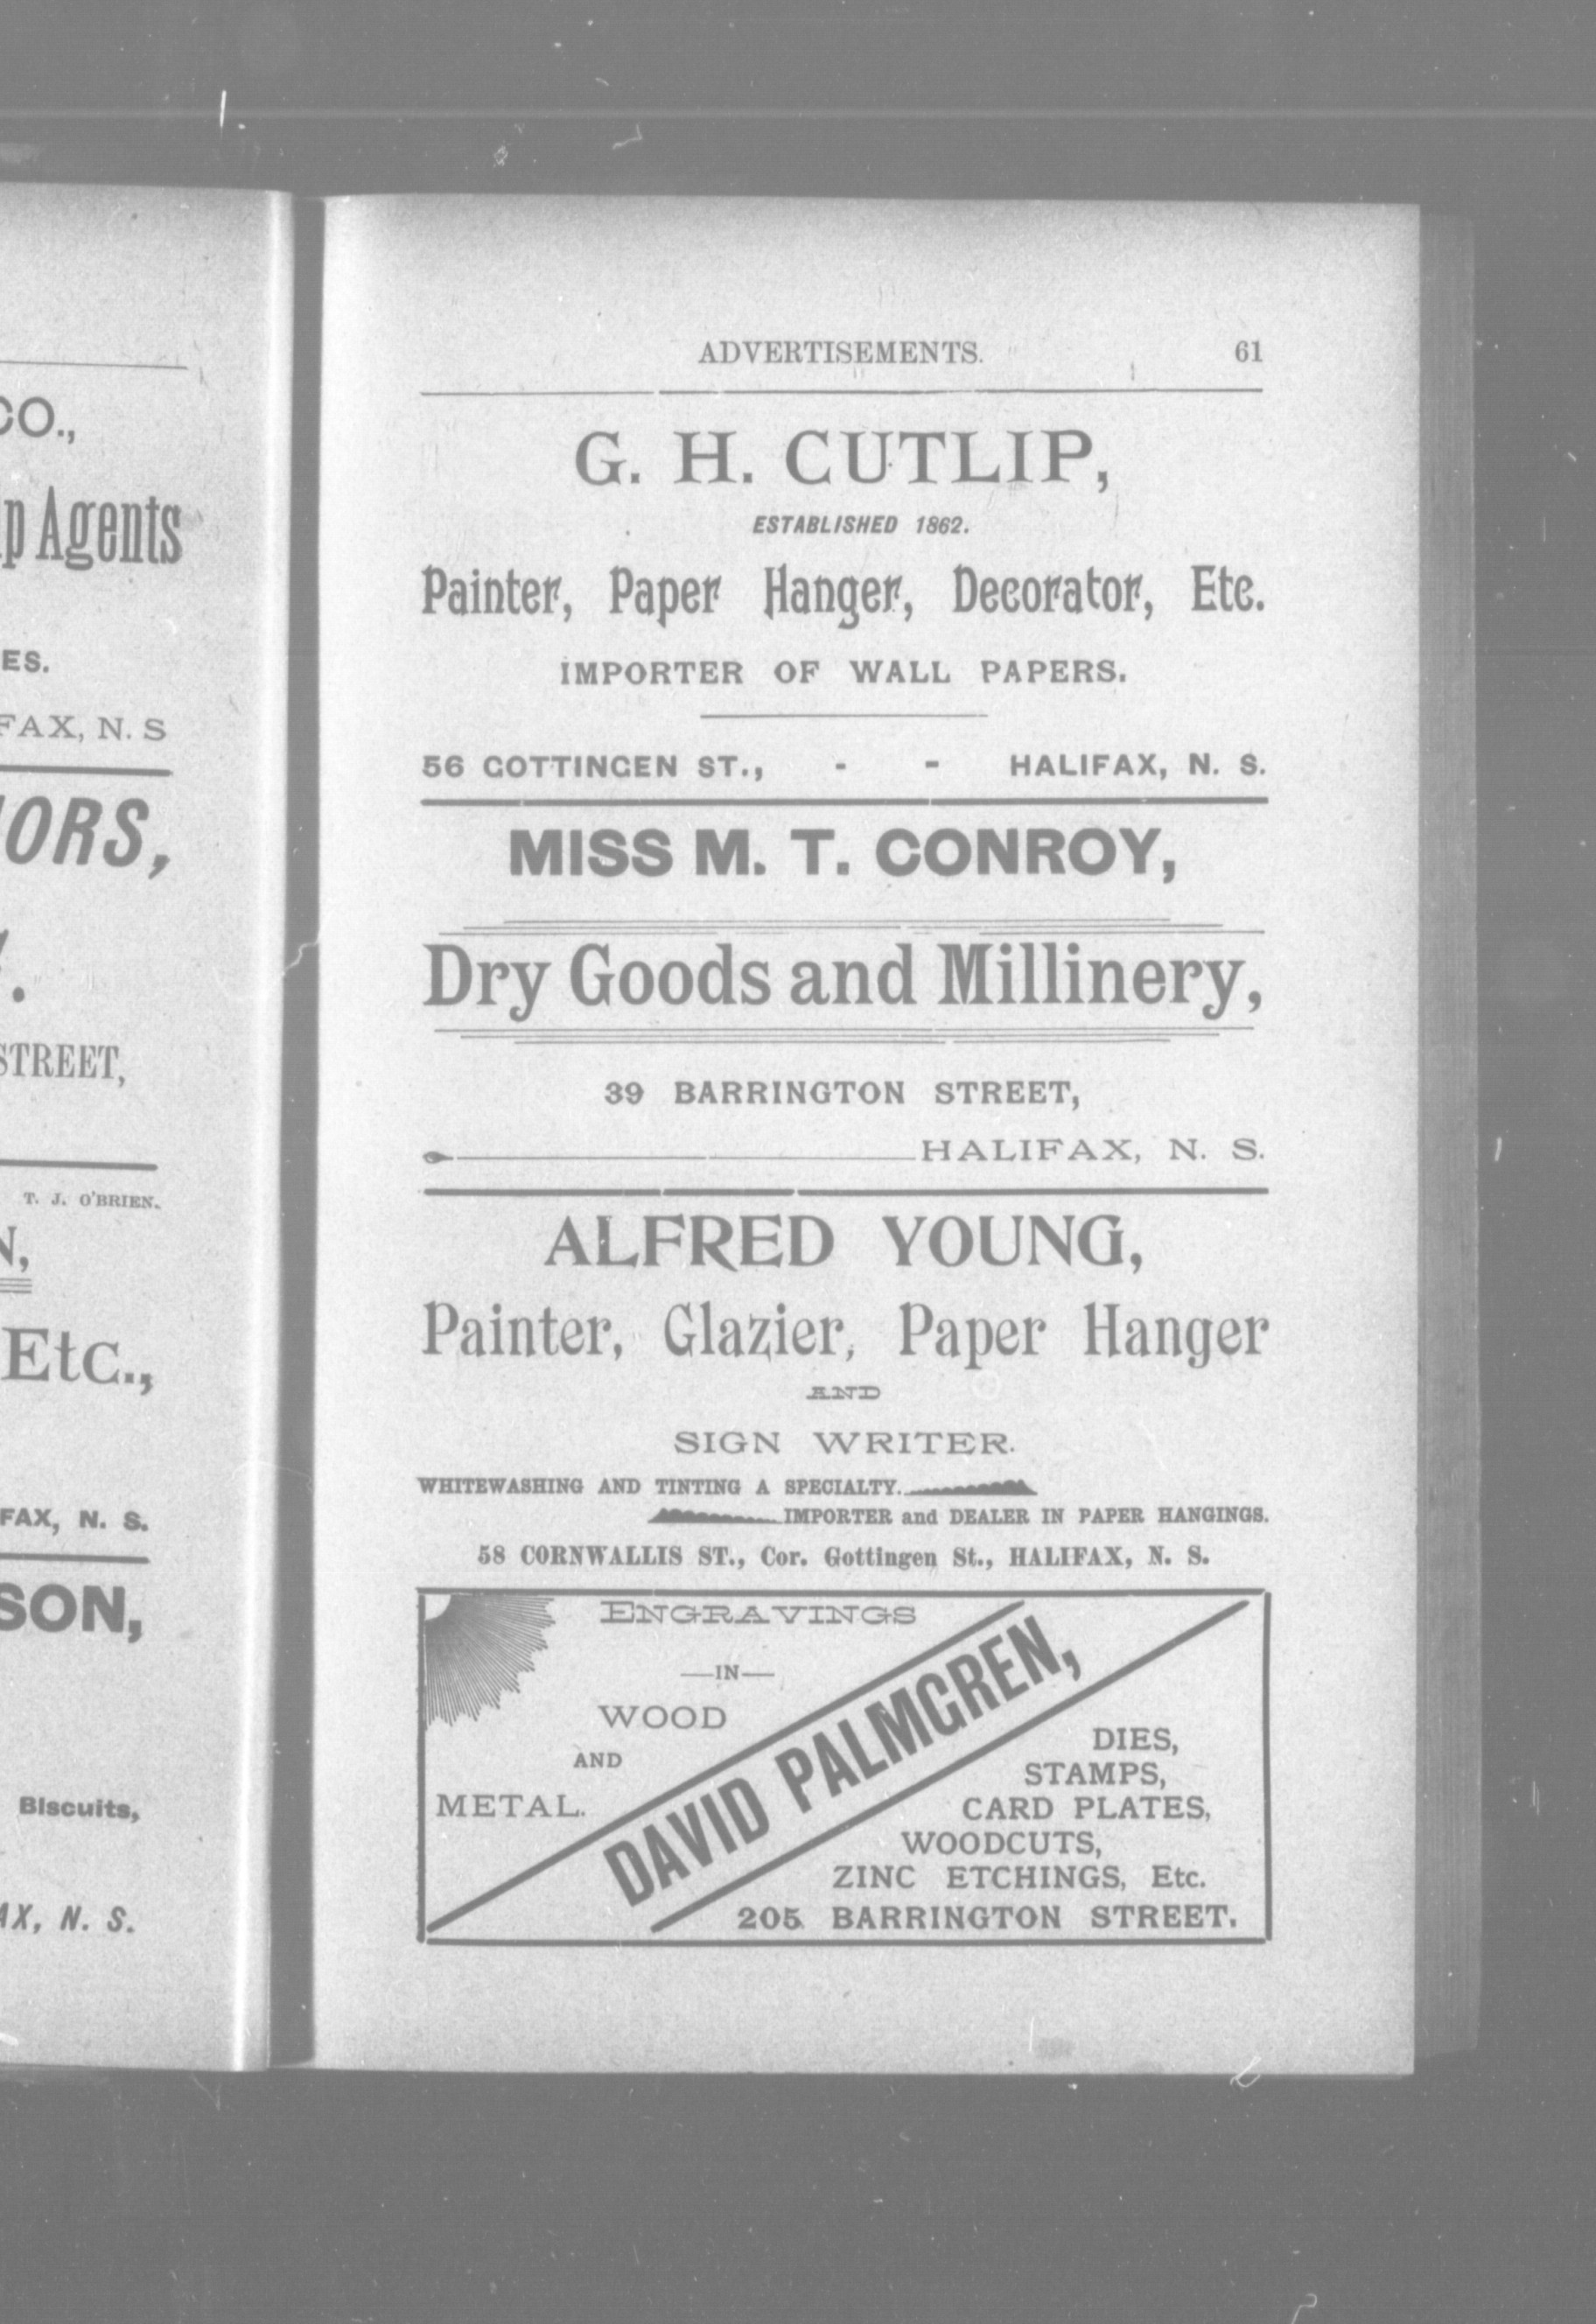 CO.,
Agents
ES.
FAX, N. S
ORS,
STREET,
T. J. O'BRIEN.
N,
Etc.,
FAX, N. S.
SON,
Biscuits,
AX, N. S.
ADVERTISEMENTS. 61
G. H. CUTLIP,
ESTABLISHED 1862.
Painter, Paper Hanger, Decorator, Etc.
IMPORTER OF WALL PAPERS.
56 GOTTINGEN ST., - - HALIFAX, N. S.
MISS M. T. CONROY,
Dry Goods and Millinery,
39 BARRINGTON STREET,
HALIFAX, N. S.
ALFRED YOUNG,
Painter, Glazier, Paper Hanger
AND
SIGN WRITER.
WHITEWASHING AND TINTING A SPECIALTY.
IMPORTER and DEALER IN PAPER HANGINGS.
58 CORNWALLIS ST., Cor. Gottingen St., HALIFAX, N. S.
ENGRAVINGS
—IN—
WOOD
AND
METAL.
DAVID PALMGREN,
DIES,
STAMPS,
CARD PLATES,
WOODCUTS,
ZINC ETCHINGS, Etc.
205 BARRINGTON STREET.